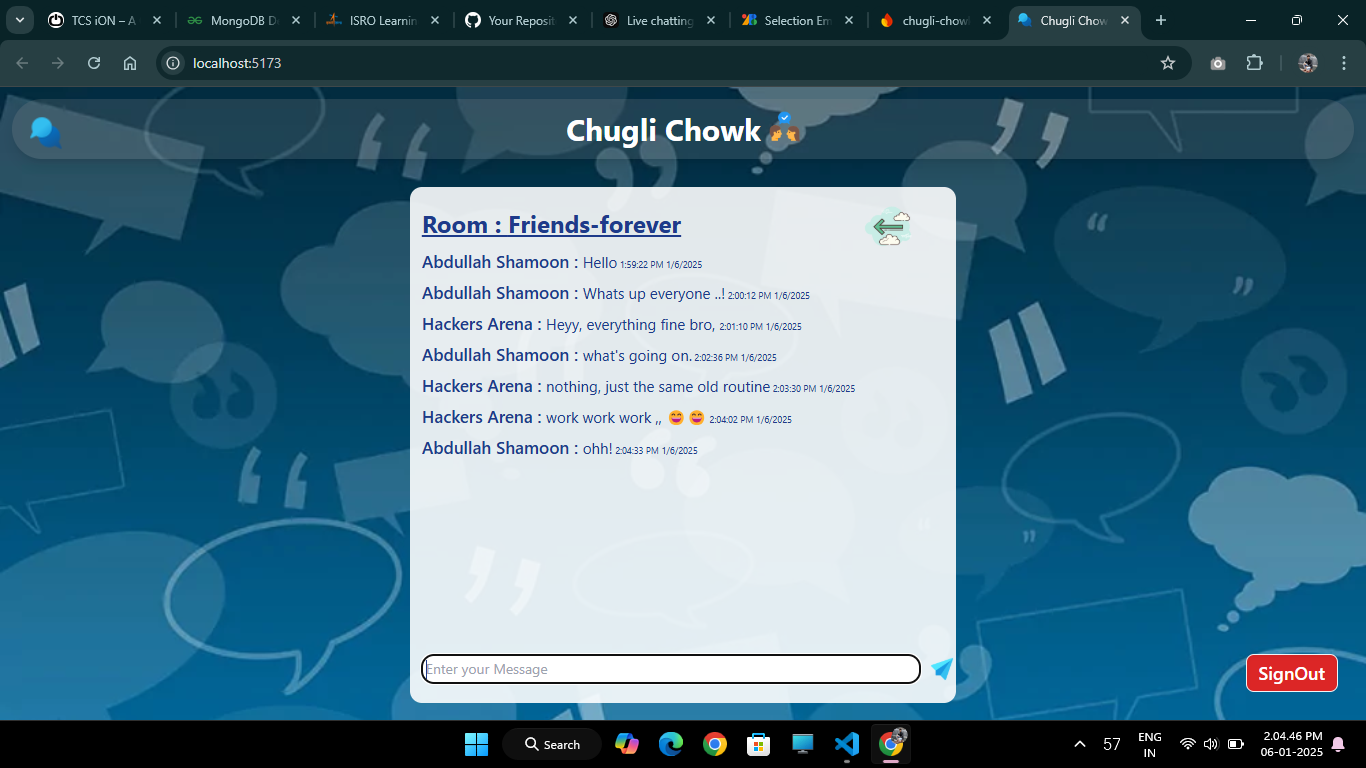 TCS iON – A
MongoDB D
ISRO Learnin
Your Reposit
Live chatting
Selection Em
chugli-chow
Chugli Chow
localhost:5173
Chugli Chowk
Room : Friends-forever
Abdullah Shamoon : Hello 1:59:22 PM 1/6/2025
Abdullah Shamoon : Whats up everyone ..! 2:00:12 PM 1/6/2025
Hackers Arena : Heyy, everything fine bro, 2:01:10 PM 1/6/2025
Abdullah Shamoon : what's going on. 2:02:36 PM 1/6/2025
Hackers Arena : nothing, just the same old routine 2:03:30 PM 1/6/2025
Hackers Arena : work work work ,, 😄 😄 2:04:02 PM 1/6/2025
Abdullah Shamoon : ohh! 2:04:33 PM 1/6/2025
Enter your Message
SignOut
Search
57
ENG
IN
2.04.46 PM
06-01-2025